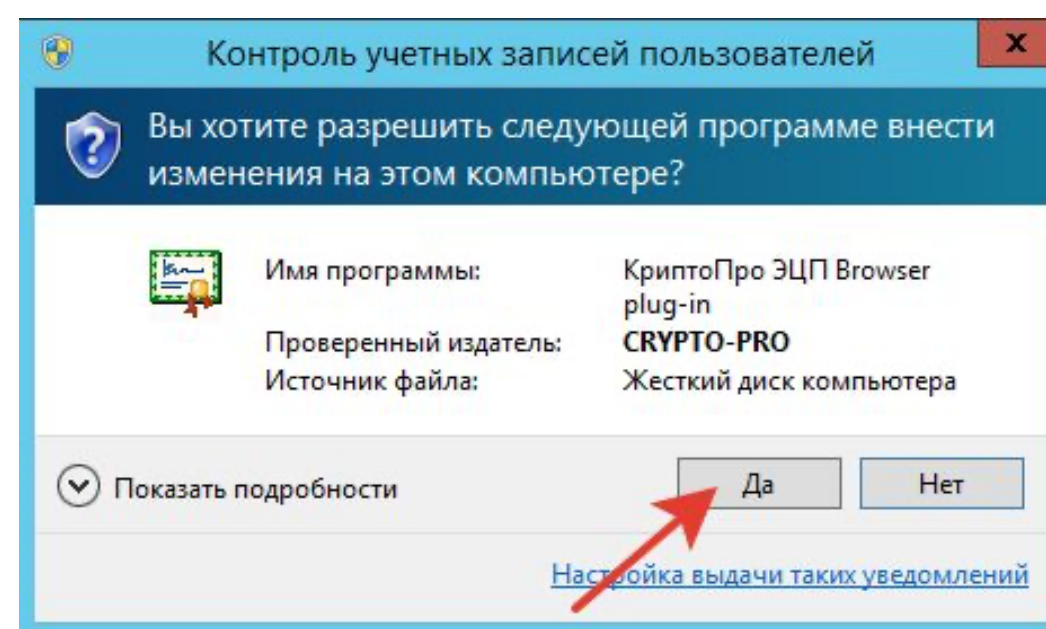 Контроль учетных записей пользователей
x
Вы хотите разрешить следующей программе внести
изменения на этом компьютере?
Имя программы: КриптоПро ЭЦП Browser
plug-in
Проверенный издатель: CRYPTO-PRO
Источник файла: Жесткий диск компьютера
Показать подробности Да Нет
Настройка выдачи таких уведомлений